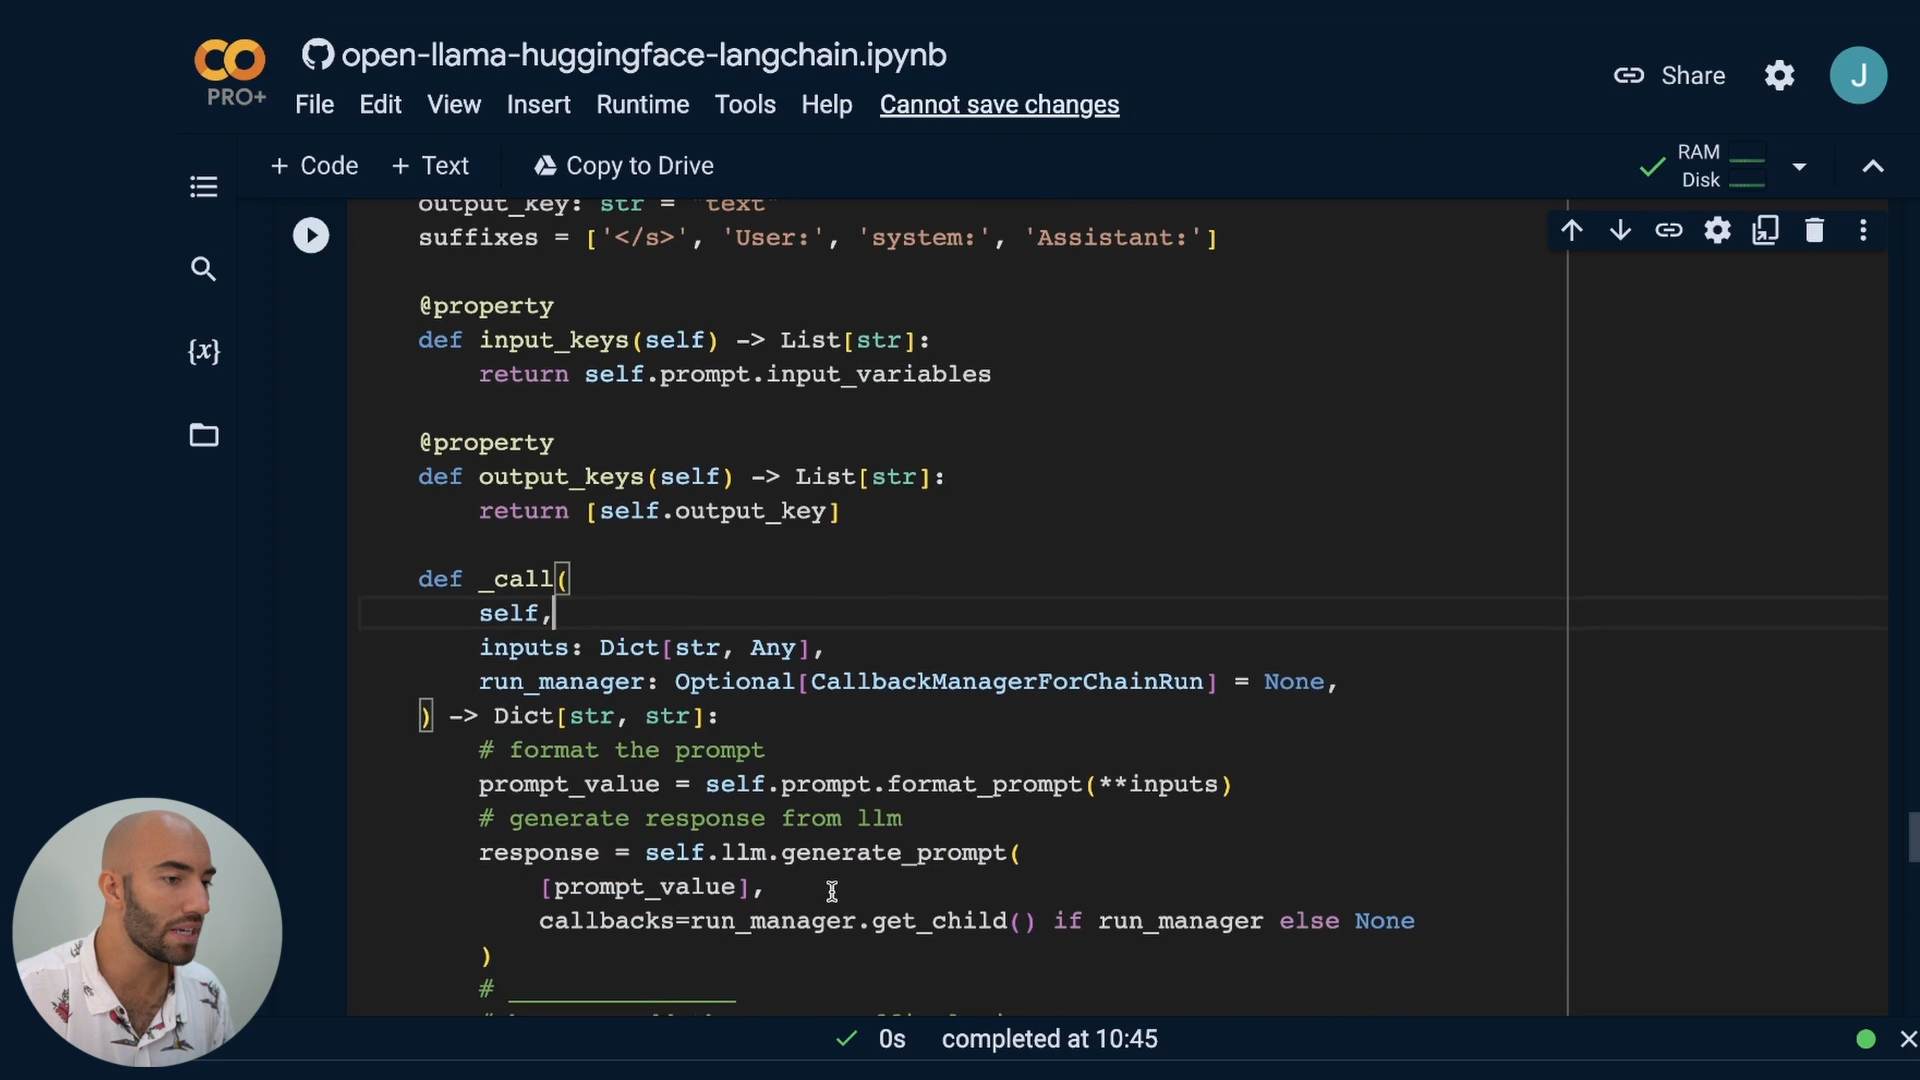 PRO+
open-llama-huggingface-langchain.ipynb
File Edit View Insert Runtime Tools Help Cannot save changes
Share
J
+ Code + Text Copy to Drive
RAM
Disk
{x}
output_key: str = "text"
suffixes = ['</s>', 'User:', 'system:', 'Assistant:']
@property
def input_keys(self) -> List[str]:
return self.prompt.input_variables
@property
def output_keys(self) -> List[str]:
return [self.output_key]
def _call(
self,
inputs: Dict[str, Any],
run_manager: Optional[CallbackManagerForChainRun] = None,
) -> Dict[str, str]:
# format the prompt
prompt_value = self.prompt.format_prompt(**inputs)
# generate response from llm
response = self.llm.generate_prompt(
[prompt_value],
callbacks=run_manager.get_child() if run_manager else None
)
# _______________
0s completed at 10:45